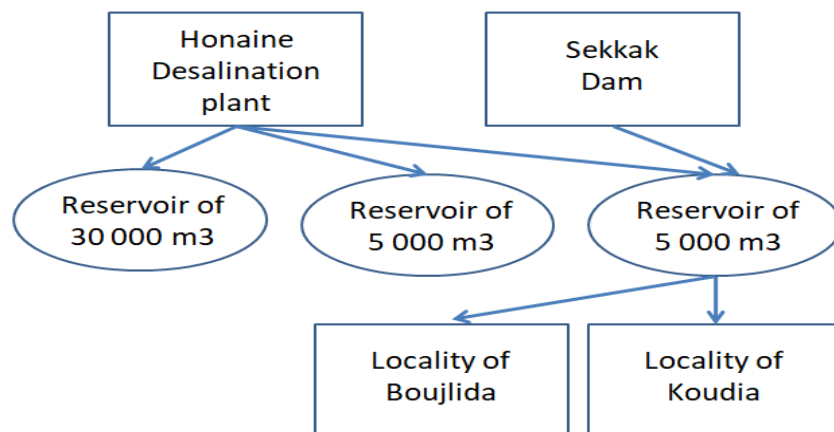 Honaine
Desalination
plant
Sekkak
Dam
Reservoir of
30 000 m3
Reservoir of
5 000 m3
Reservoir of
5 000 m3
Locality of
Boujlida
Locality of
Koudia